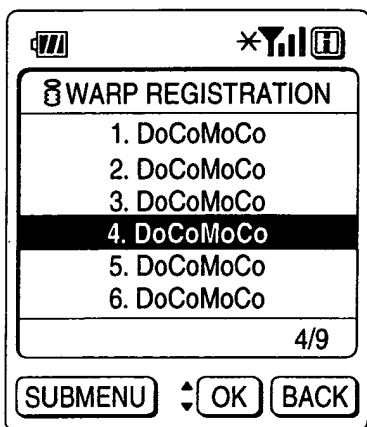 WARP REGISTRATION
1. DoCoMoCo
2. DoCoMoCo
3. DoCoMoCo
4. DoCoMoCo
5. DoCoMoCo
6. DoCoMoCo
4/9
SUBMENU OK BACK